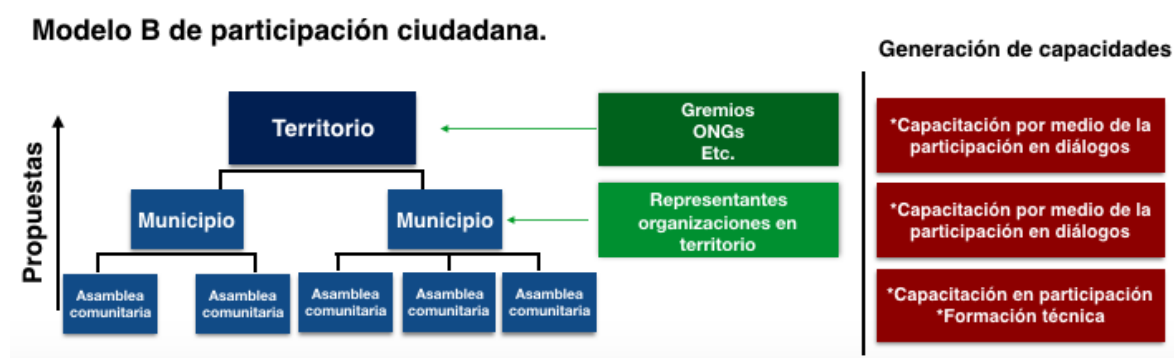 Modelo B de participación ciudadana.
Generación de capacidades
Propuestas
Territorio
Gremios
ONGs
Etc.
*Capacitación por medio de la
participación en diálogos
Municipio
Municipio
Representantes
organizaciones en
territorio
*Capacitación por medio de la
participación en diálogos
Asamblea
comunitaria
Asamblea
comunitaria
Asamblea
comunitaria
Asamblea
comunitaria
Asamblea
comunitaria
*Capacitación en participación
*Formación técnica